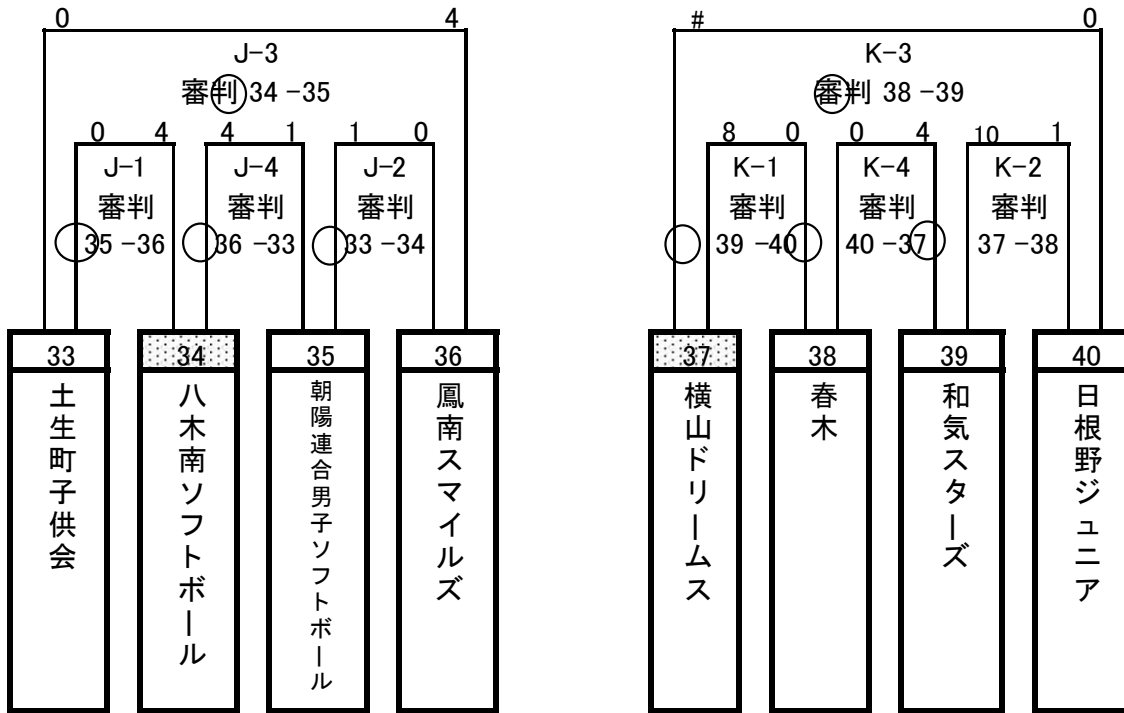 0 4
J-3
審判 34 -35
0 4 4 1 1 0
J-1 J-4 J-2
審判 審判 審判
35 -36 36 -33 33 -34
33 34 35 36
土生町子供会
八木南ソフトボール
朝陽連合男子ソフトボール
鳳南スマイルズ
# 0
K-3
審判 38 -39
8 0 0 4 10 1
K-1 K-4 K-2
審判 審判 審判
39 -40 40 -37 37 -38
37 38 39 40
横山ドリームス
春木
和気スターズ
日根野ジュニア